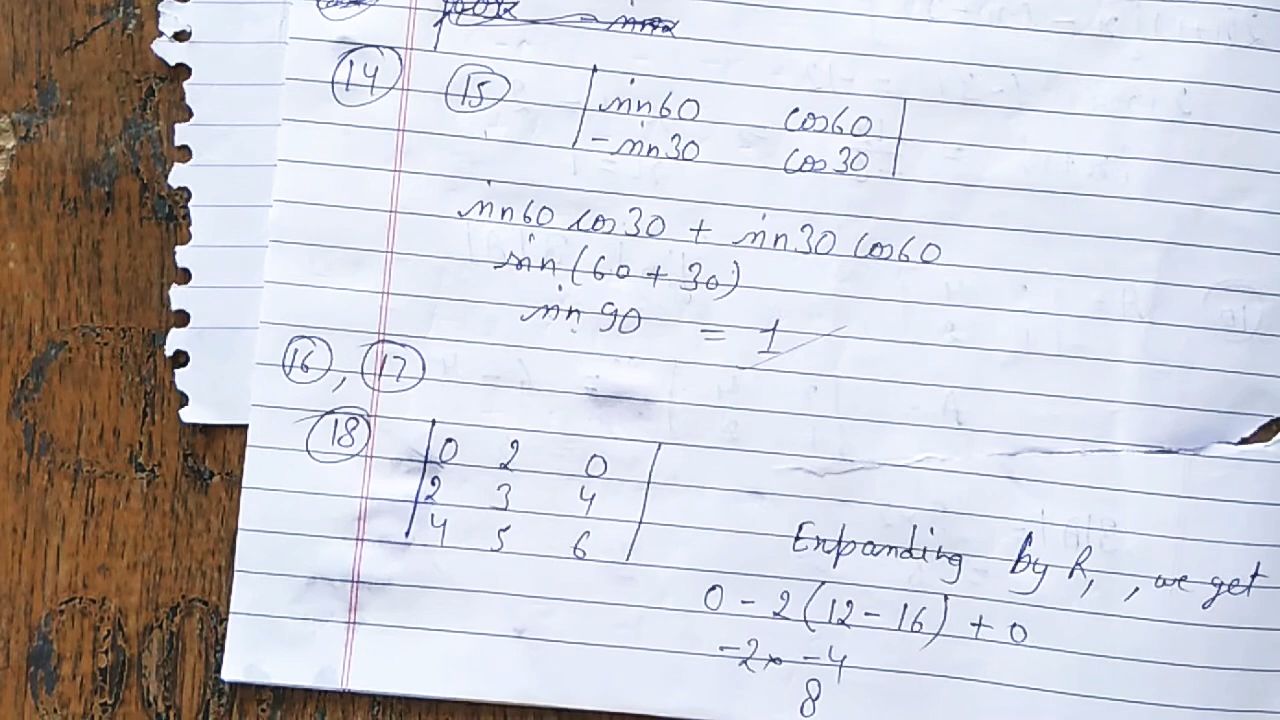 14 15 | sin60 cos60 |
| -sin30 cos30 |
sin60 cos30 + sin30 cos60
sin(60 + 30)
sin 90 = 1
16, 17
18 | 0 2 0 |
| 2 3 4 |
| 4 5 6 |
Expanding by R1, we get
0 - 2(12 - 16) + 0
-2 x -4
8